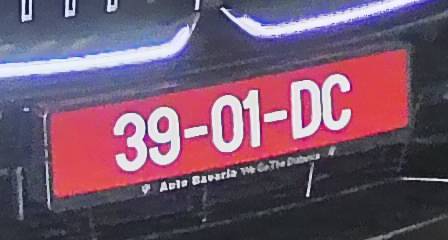 39-01-DC
Auto Bavaria We Go The Distance